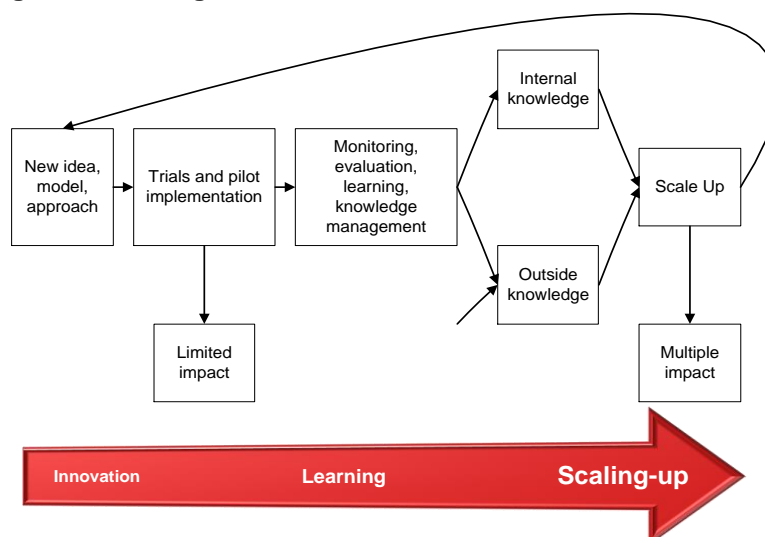 Internal
knowledge
New idea,
model,
approach
Trials and pilot
implementation
Monitoring,
evaluation,
learning,
knowledge
management
Scale Up
Outside
knowledge
Limited
impact
Multiple
impact
Innovation
Learning
Scaling-up